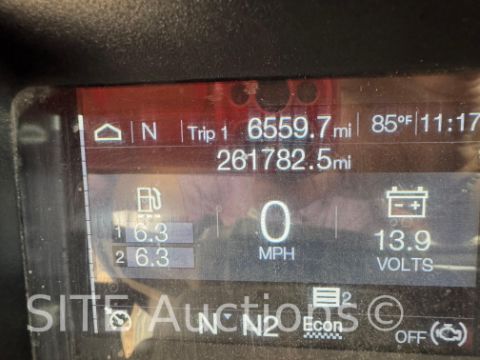 N Trip 1 6559.7mi 85°F 11:17
261782.5mi
1 6.3
2 6.3
0
MPH
13.9
VOLTS
2
N N2 Econ OFF
SITE Auctions©